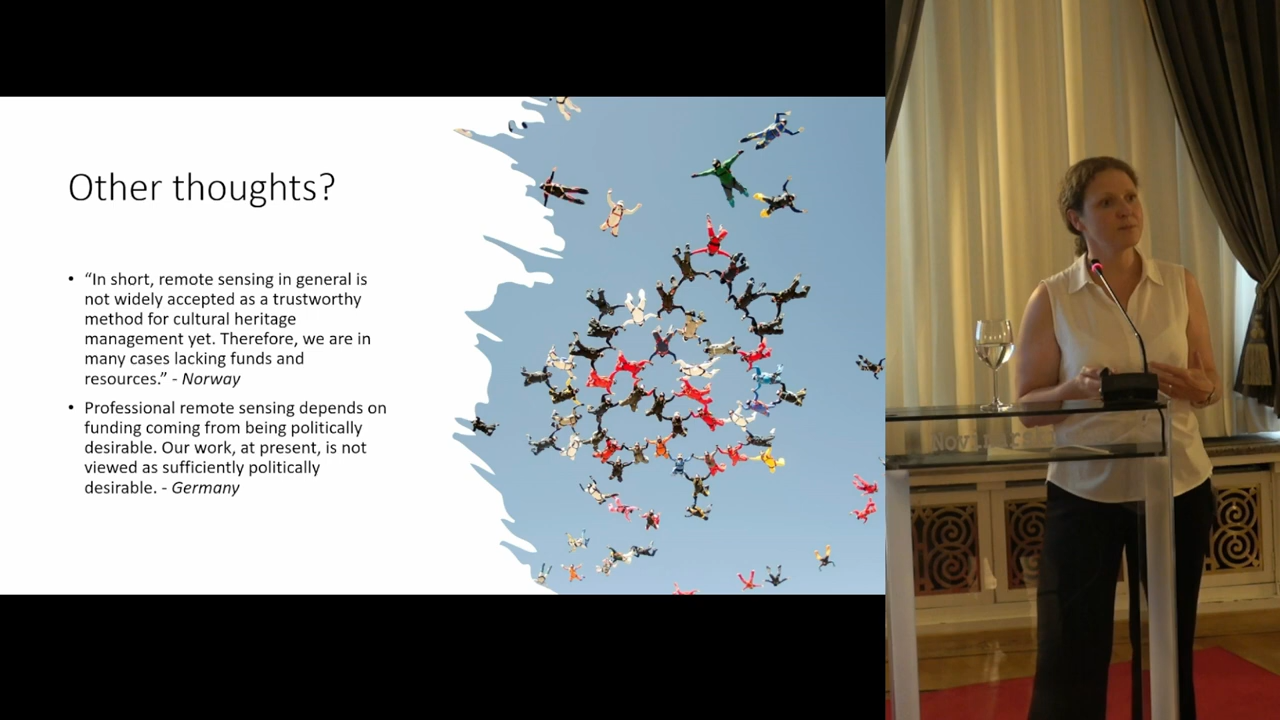 Other thoughts?
• “In short, remote sensing in general is
not widely accepted as a trustworthy
method for cultural heritage
management yet. Therefore, we are in
many cases lacking funds and
resources.” - Norway
• Professional remote sensing depends on
funding coming from being politically
desirable. Our work, at present, is not
viewed as sufficiently politically
desirable. - Germany